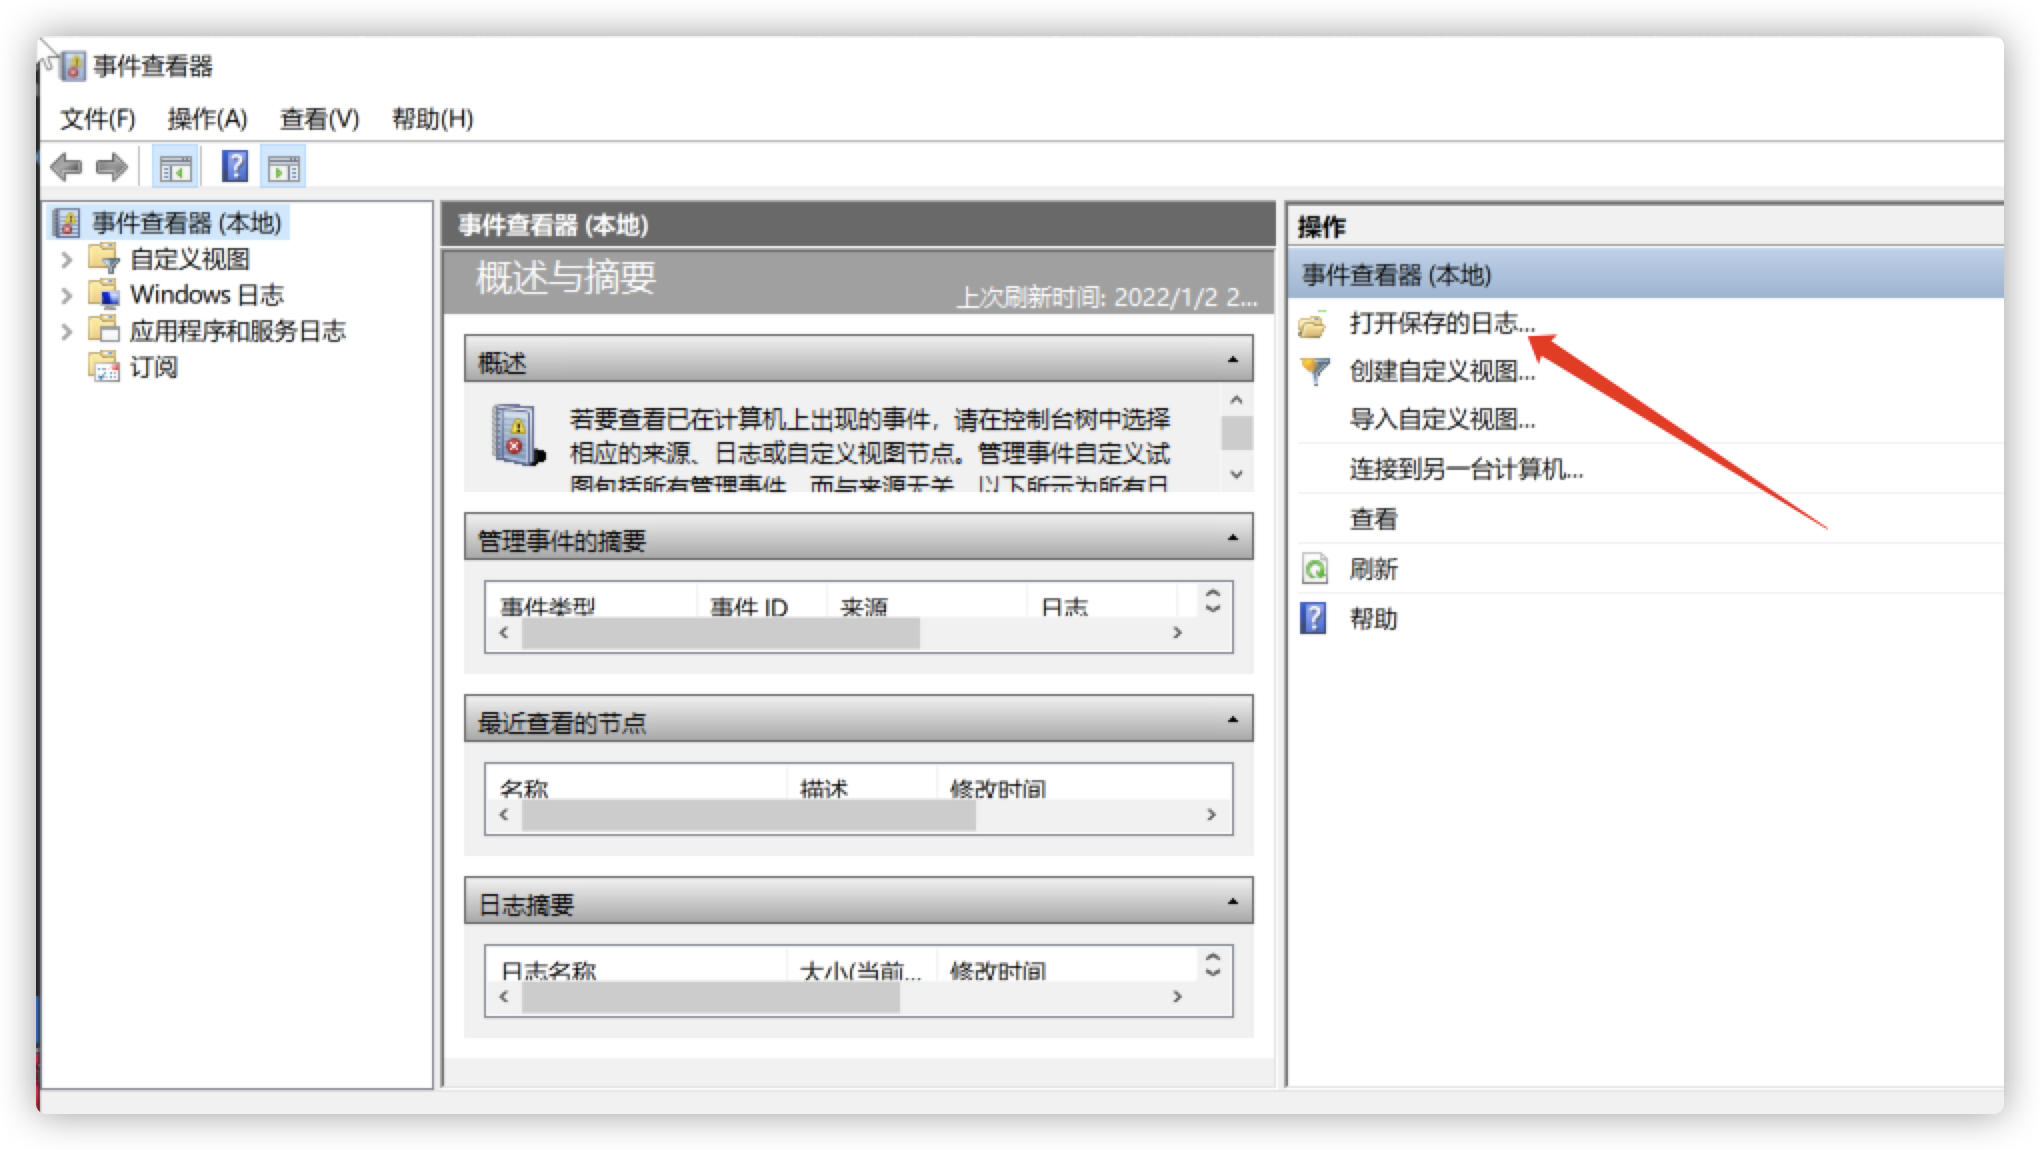 事件查看器
文件(F) 操作(A) 查看(V) 帮助(H)
事件查看器 (本地)
自定义视图
Windows 日志
应用程序和服务日志
订阅
事件查看器 (本地)
概述与摘要
上次刷新时间: 2022/1/2 2...
概述
若要查看已在计算机上出现的事件，请在控制台树中选择
相应的来源、日志或自定义视图节点。管理事件自定义试
图包括所有管理事件，而与来源无关。以下所示为所有日
管理事件的摘要
事件类型 事件 ID 来源 日志
最近查看的节点
名称 描述 修改时间
日志摘要
日志名称 大小(当前... 修改时间
操作
事件查看器 (本地)
打开保存的日志...
创建自定义视图...
导入自定义视图...
连接到另一台计算机...
查看
刷新
帮助